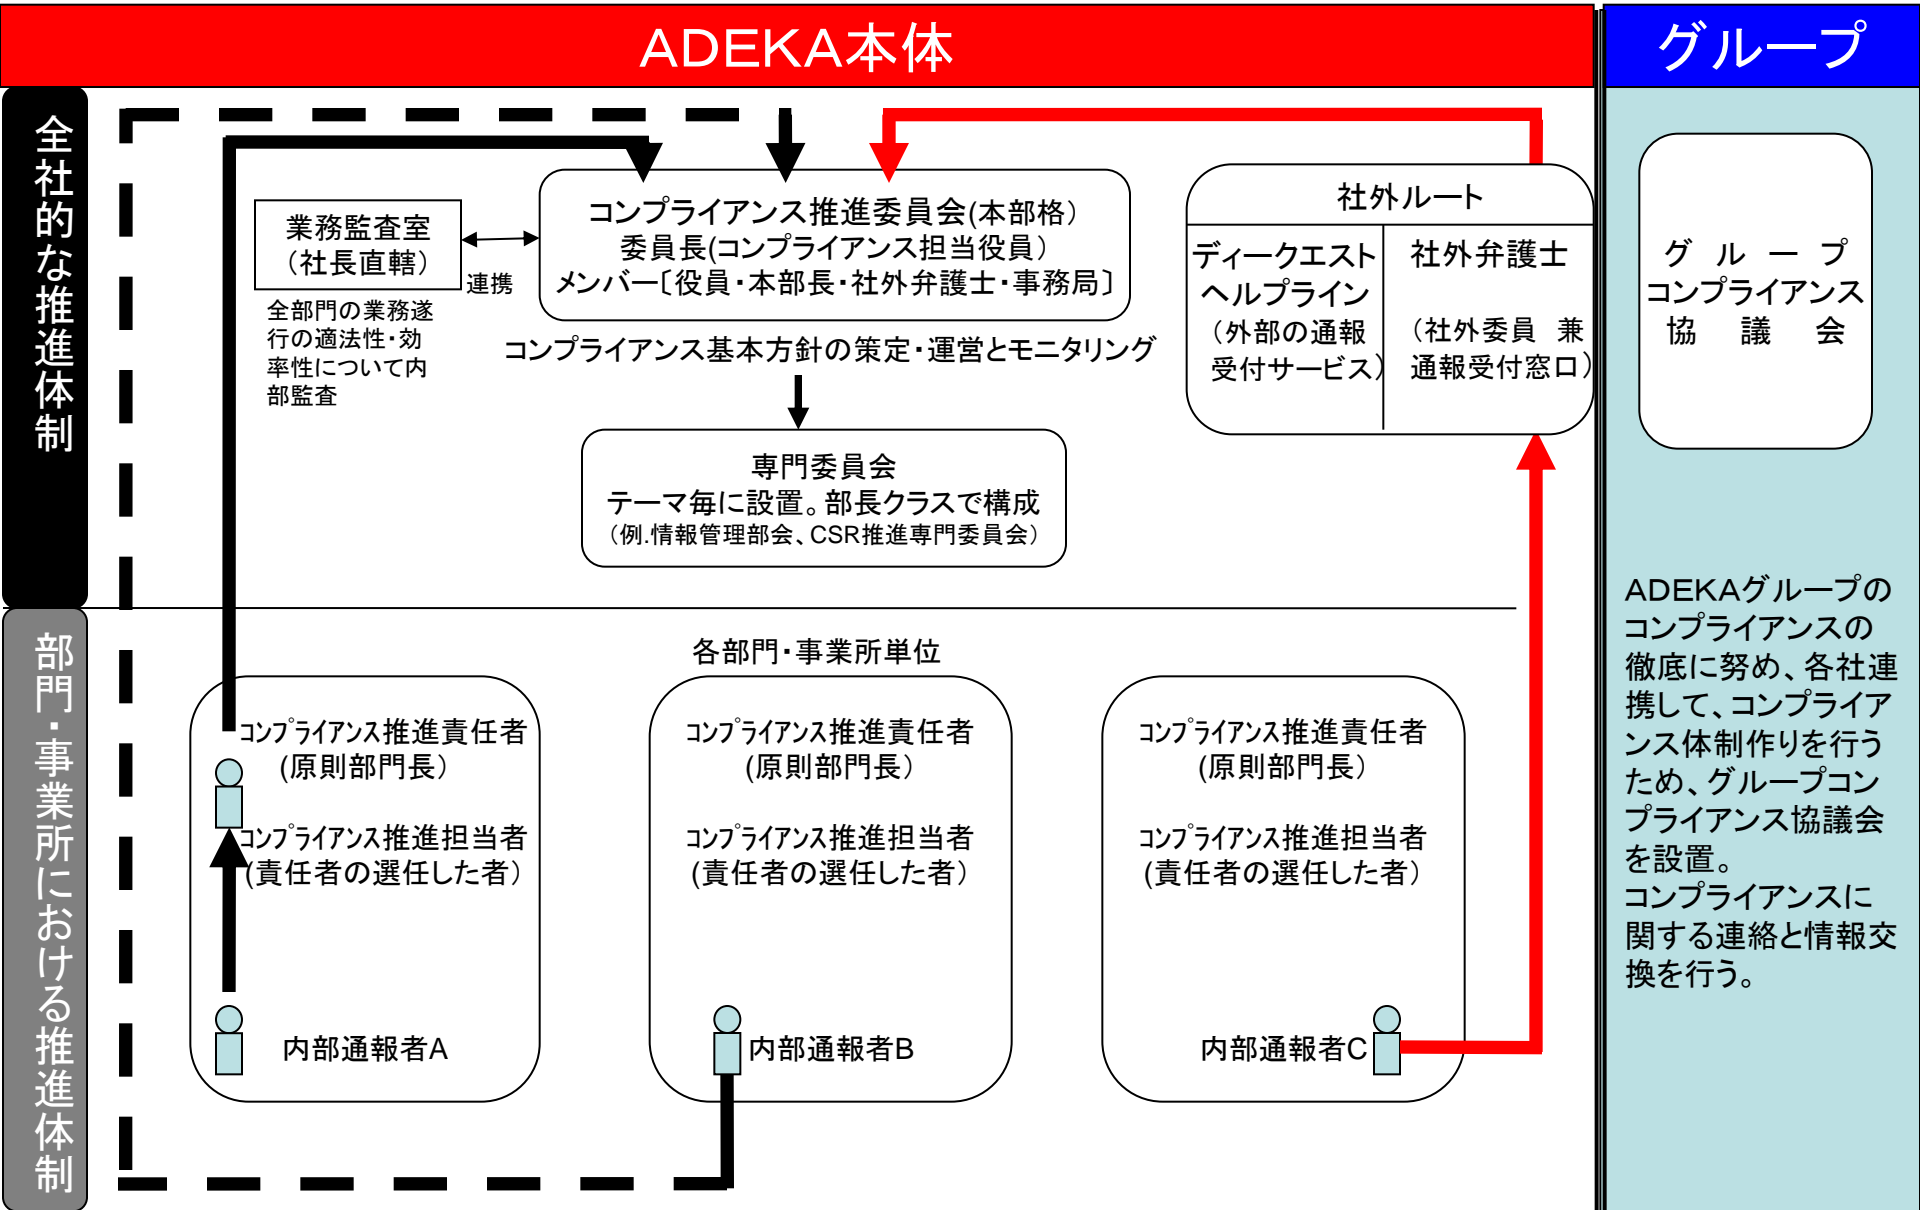 ADEKA本体
グループ
全社的な推進体制
業務監査室
（社長直轄）
連携
全部門の業務遂
行の適法性・効
率性について内
部監査
コンプライアンス推進委員会(本部格）
委員長(コンプライアンス担当役員）
メンバー〔役員・本部長・社外弁護士・事務局〕
コンプライアンス基本方針の策定・運営とモニタリング
専門委員会
テーマ毎に設置。部長クラスで構成
（例.情報管理部会、CSR推進専門委員会）
社外ルート
ディークエスト
ヘルプライン
（外部の通報
受付サービス）
社外弁護士
（社外委員　兼
通報受付窓口）
グ　ル　ー　プ
コンプライアンス
協　議　会
部門・事業所における推進体制
各部門・事業所単位
コンプライアンス推進責任者
(原則部門長）
コンプライアンス推進担当者
(責任者の選任した者）
内部通報者A
コンプライアンス推進責任者
(原則部門長）
コンプライアンス推進担当者
(責任者の選任した者）
内部通報者B
コンプライアンス推進責任者
(原則部門長）
コンプライアンス推進担当者
(責任者の選任した者）
内部通報者C
ADEKAグループの
コンプライアンスの
徹底に努め、各社連
携して、コンプライア
ンス体制作りを行う
ため、グループコン
プライアンス協議会
を設置。
コンプライアンスに
関する連絡と情報交
換を行う。